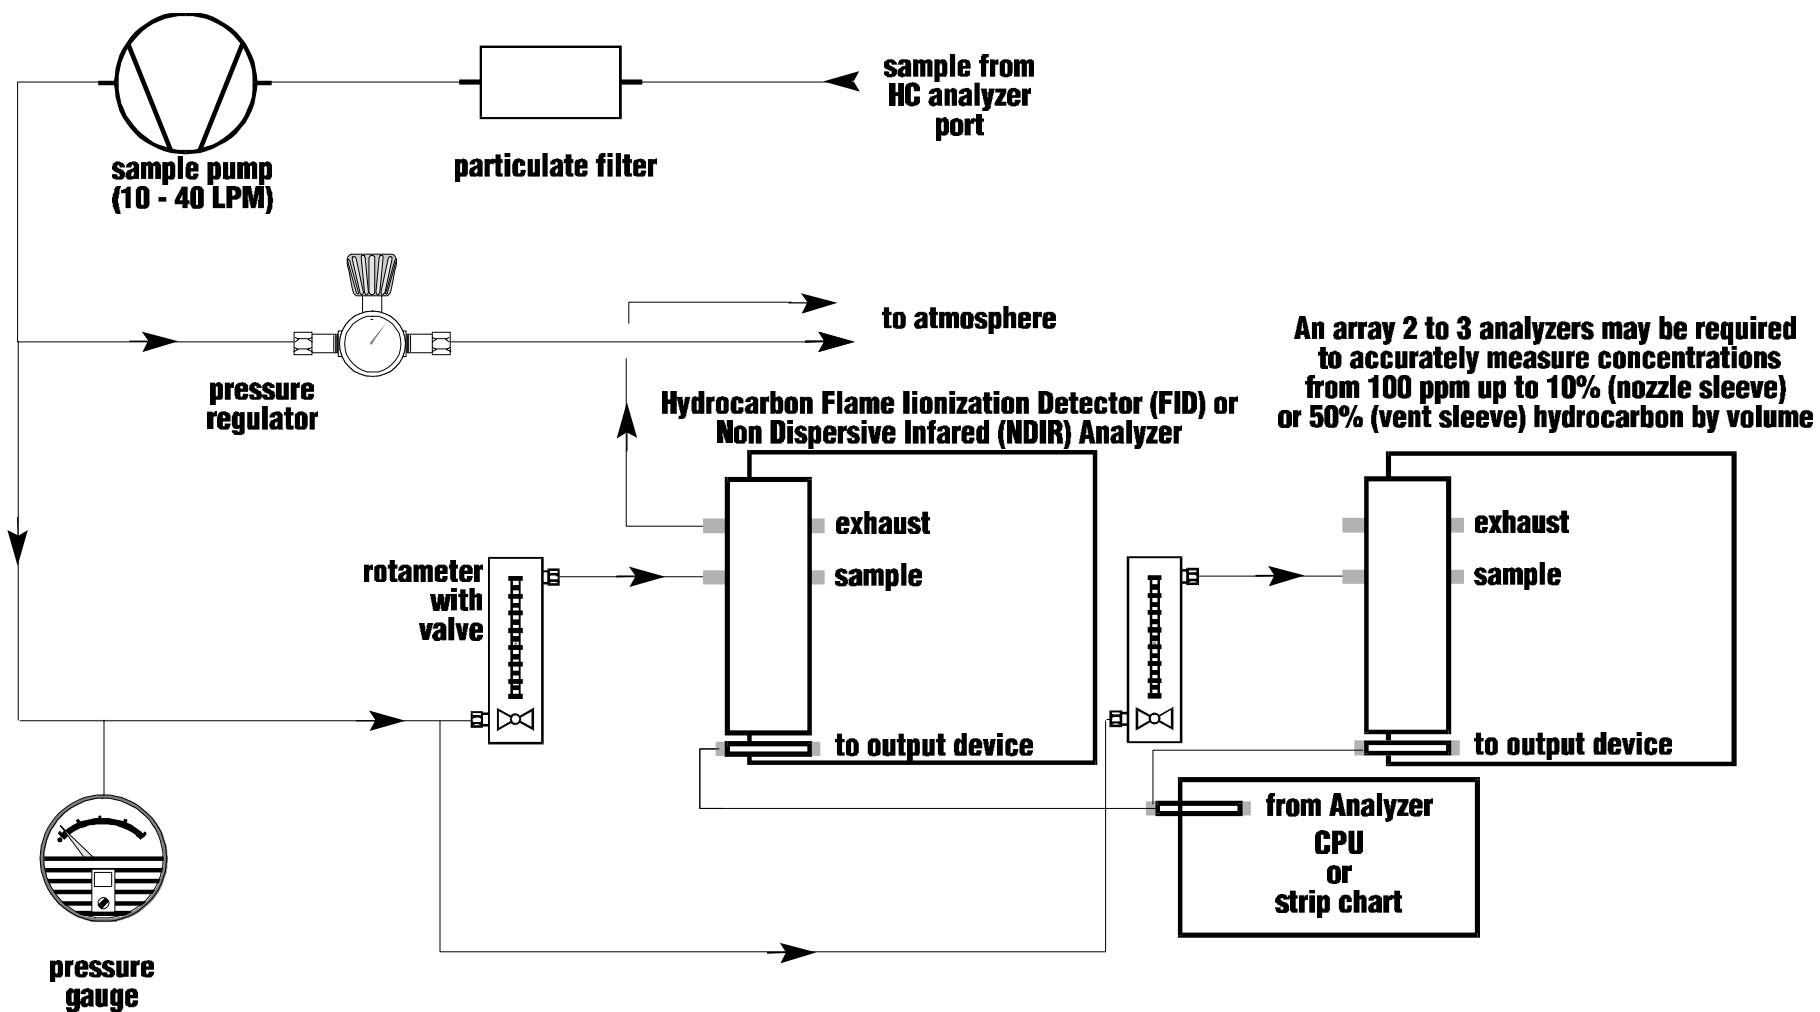 sample from
HC analyzer
port
sample pump
(10 - 40 LPM)
particulate filter
to atmosphere
pressure
regulator
An array 2 to 3 analyzers may be required
to accurately measure concentrations
from 100 ppm up to 10% (nozzle sleeve)
or 50% (vent sleeve) hydrocarbon by volume
Hydrocarbon Flame Iionization Detector (FID) or
Non Dispersive Infared (NDIR) Analyzer
exhaust
sample
to output device
rotameter
with
valve
exhaust
sample
to output device
from Analyzer
CPU
or
strip chart
pressure
gauge